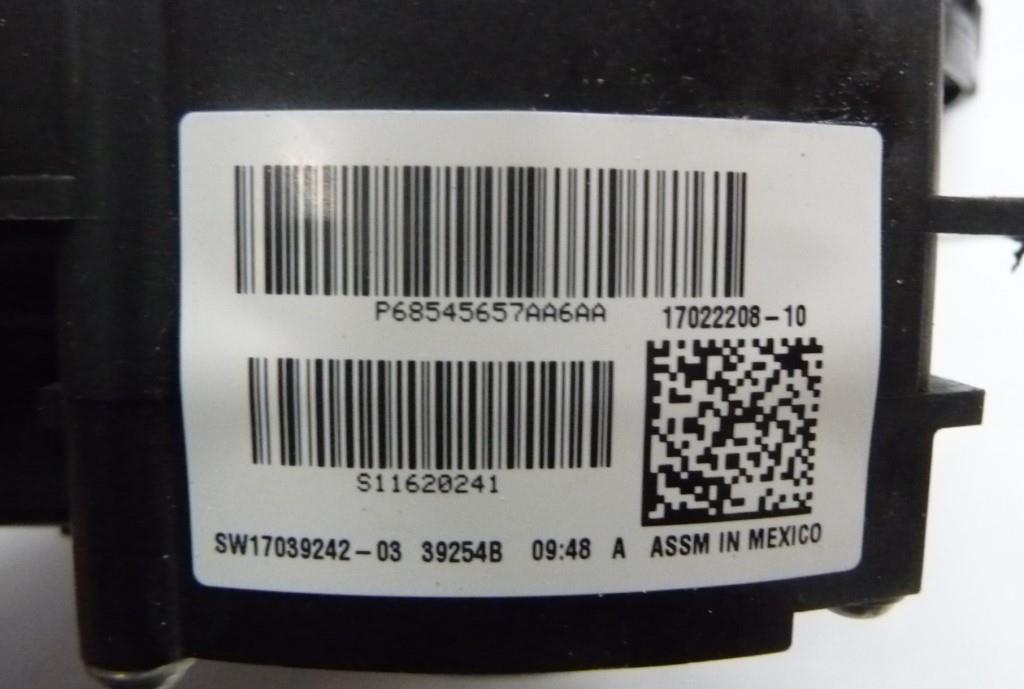 P68545657AA6AA
17022208-10
S11620241
SW17039242-03 39254B 09:48 A ASSM IN MEXICO